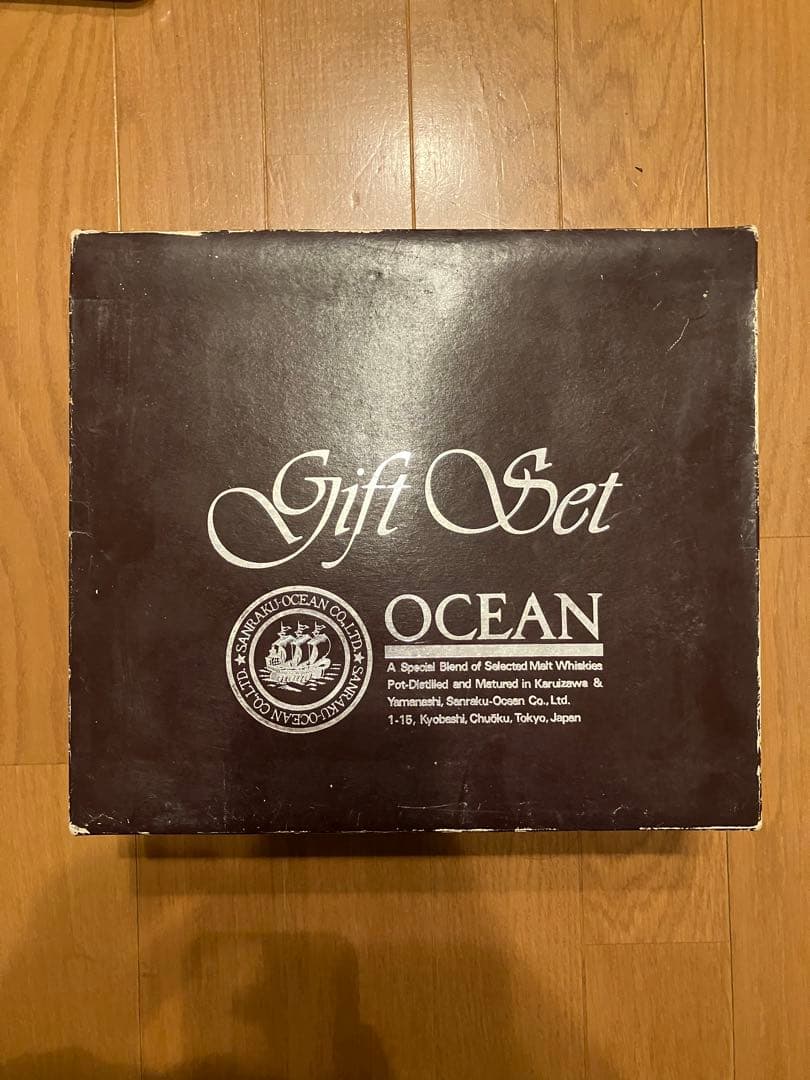 Gift Set
★ SANRAKU-OCEAN CO., LTD. ★ SANRAKU-OCEAN CO., LTD.
OCEAN
A Special Blend of Selected Malt Whiskies
Pot-Distilled and Matured in Karuizawa &
Yamanashi, Sanraku-Ocean Co., Ltd.
1-15, Kyobashi, Chuōku, Tokyo, Japan